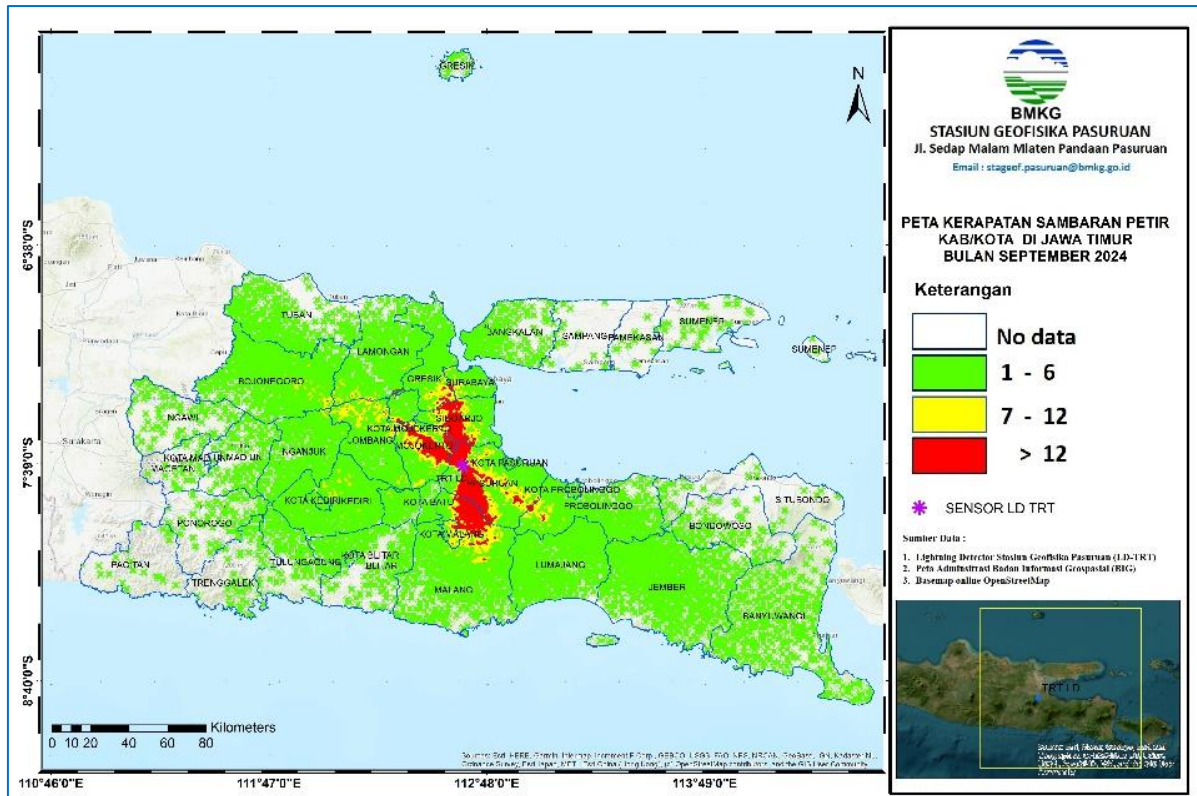 GRESIK
N
6°38'0"S
7°39'0"S
8°40'0"S
TUBAN
LAMONGAN
BANGKALAN
SAMPANG
PAMEKASAN
SUMENEP
SUMENEP
BOJONEGORO
GRESIK
SURABAYA
NGAWI
SIDOARJO
KOTA MOJOKERTO
NGANJUK
Surakarta
KOTA PASURUAN
KOTA PROBOLINGGO
PROBOLINGGO
SITUBONDO
KOTA KEDIRI
KEDIRI
KOTA BATU
BONDOWOSO
PONOROGO
KOTA MALANG
PACITAN
TRENGGALEK
TULUNGAGUNG
KOTA BLITAR
BLITAR
MALANG
LUMAJANG
JEMBER
BANYUWANGI
Kilometers
0 10 20 40 60 80
110°46'0"E
111°47'0"E
112°48'0"E
113°49'0"E
BMKG
STASIUN GEOFISIKA PASURUAN
Jl. Sedap Malam Mlaten Pandaan Pasuruan
Email : stageof.pasuruan@bmkg.go.id
PETA KERAPATAN SAMBARAN PETIR
KAB/KOTA DI JAWA TIMUR
BULAN SEPTEMBER 2024
Keterangan
No data
1 - 6
7 - 12
> 12
SENSOR LD TRT
Sumber Data :
1. Lightning Detector Stasiun Geofisika Pasuruan (LD-TRT)
2. Peta Adminsitrasi Badan Informasi Geospasial (BIG)
3. Basemap online OpenStreetMap
TRT LD